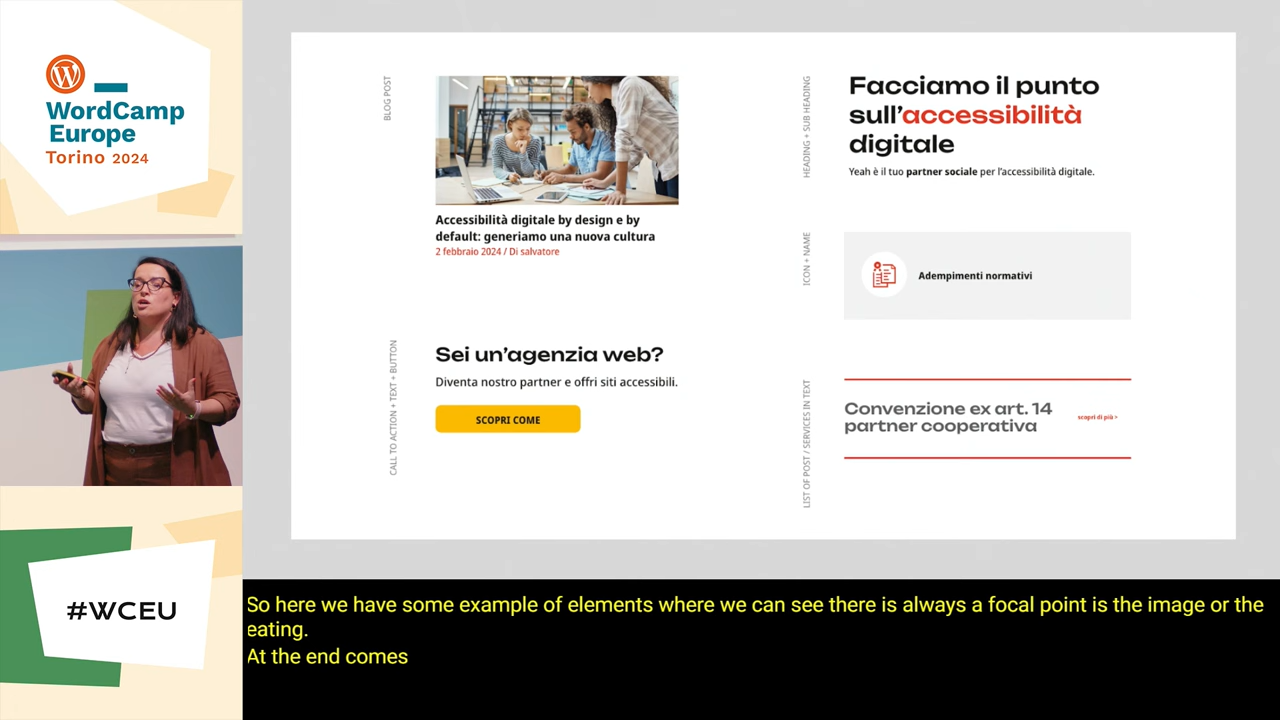 WordCamp
Europe
Torino 2024
#WCEU
BLOG POST
Accessibilità digitale by design e by
default: generiamo una nuova cultura
2 febbraio 2024 / Di salvatore
CALL TO ACTION + TEXT + BUTTON
Sei un'agenzia web?
Diventa nostro partner e offri siti accessibili.
SCOPRI COME
HEADING + SUB HEADING
Facciamo il punto
sull'accessibilità
digitale
Yeah è il tuo partner sociale per l'accessibilità digitale.
ICON + NAME
Adempimenti normativi
LIST OF POST / SERVICES IN TEXT
Convenzione ex art. 14
partner cooperativa
scopri di più >
So here we have some example of elements where we can see there is always a focal point is the image or the
eating.
At the end comes